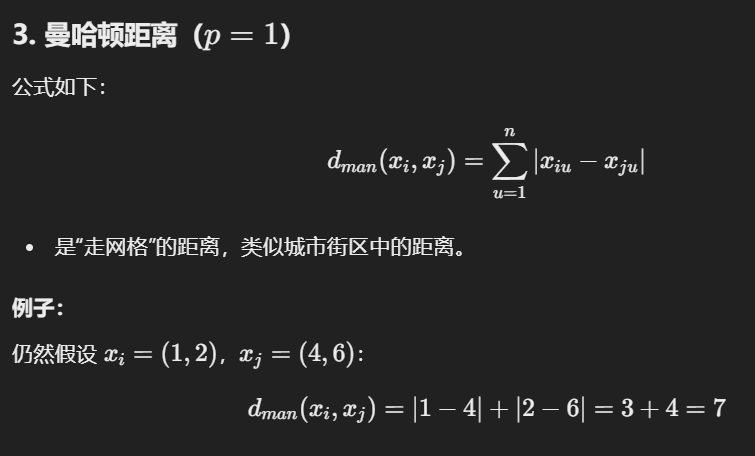 3. 曼哈顿距离（p = 1）
公式如下：
d_{man}(x_i, x_j) = \sum_{u=1}^{n} |x_{iu} − x_{ju}|
• 是“走网格”的距离，类似城市街区中的距离。
例子：
仍然假设 x_i = (1, 2)，x_j = (4, 6)：
d_{man}(x_i, x_j) = |1 − 4| + |2 − 6| = 3 + 4 = 7